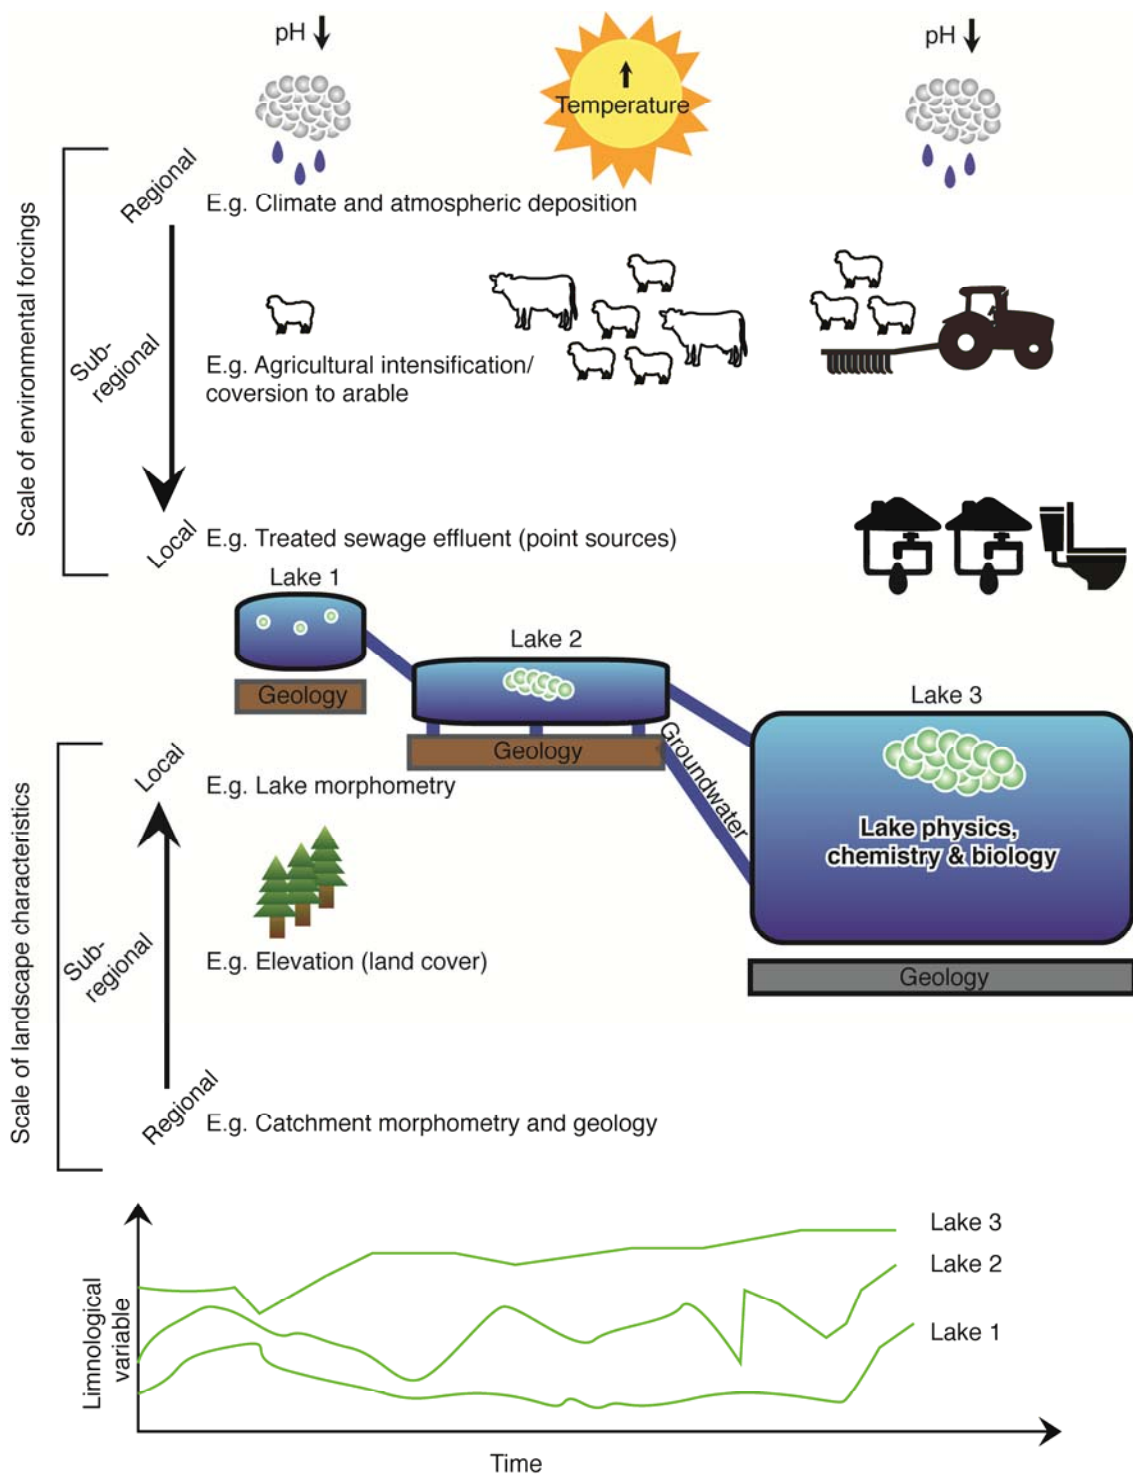 pH
Temperature
pH
Scale of environmental forcings
Regional
E.g. Climate and atmospheric deposition
Sub-
regional
E.g. Agricultural intensification/
coversion to arable
Local
E.g. Treated sewage effluent (point sources)
Lake 1
Geology
Lake 2
Geology
Groundwater
Lake 3
Lake physics,
chemistry & biology
Geology
Scale of landscape characteristics
Local
E.g. Lake morphometry
Sub-
regional
E.g. Elevation (land cover)
Regional
E.g. Catchment morphometry and geology
Limnological
variable
Lake 3
Lake 2
Lake 1
Time